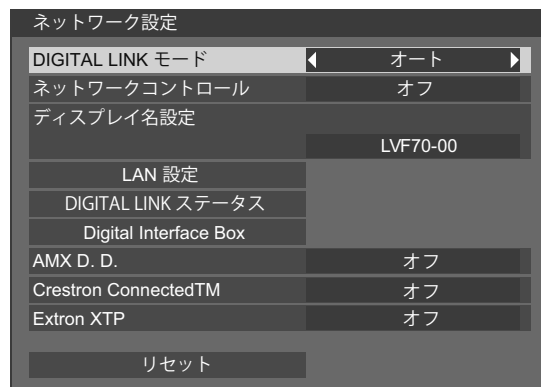 ネットワーク設定
DIGITAL LINK モード オート
ネットワークコントロール オフ
ディスプレイ名設定
LVF70-00
LAN 設定
DIGITAL LINK ステータス
Digital Interface Box
AMX D. D. オフ
Crestron ConnectedTM オフ
Extron XTP オフ
リセット